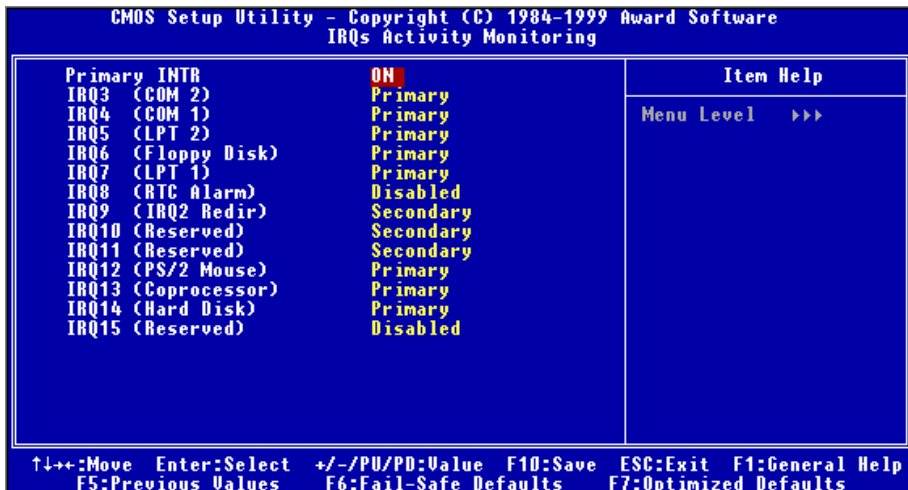 CMOS Setup Utility - Copyright (C) 1984-1999 Award Software
IRQs Activity Monitoring
Primary INTR ON
IRQ3 (COM 2) Primary
IRQ4 (COM 1) Primary
IRQ5 (LPT 2) Primary
IRQ6 (Floppy Disk) Primary
IRQ7 (LPT 1) Primary
IRQ8 (RTC Alarm) Disabled
IRQ9 (IRQ2 Redir) Secondary
IRQ10 (Reserved) Secondary
IRQ11 (Reserved) Secondary
IRQ12 (PS/2 Mouse) Primary
IRQ13 (Coprocessor) Primary
IRQ14 (Hard Disk) Primary
IRQ15 (Reserved) Disabled
Item Help
Menu Level ►►►
↑↓→←:Move Enter:Select +/-/PU/PD:Value F10:Save ESC:Exit F1:General Help
F5:Previous Values F6:Fail-Safe Defaults F7:Optimized Defaults